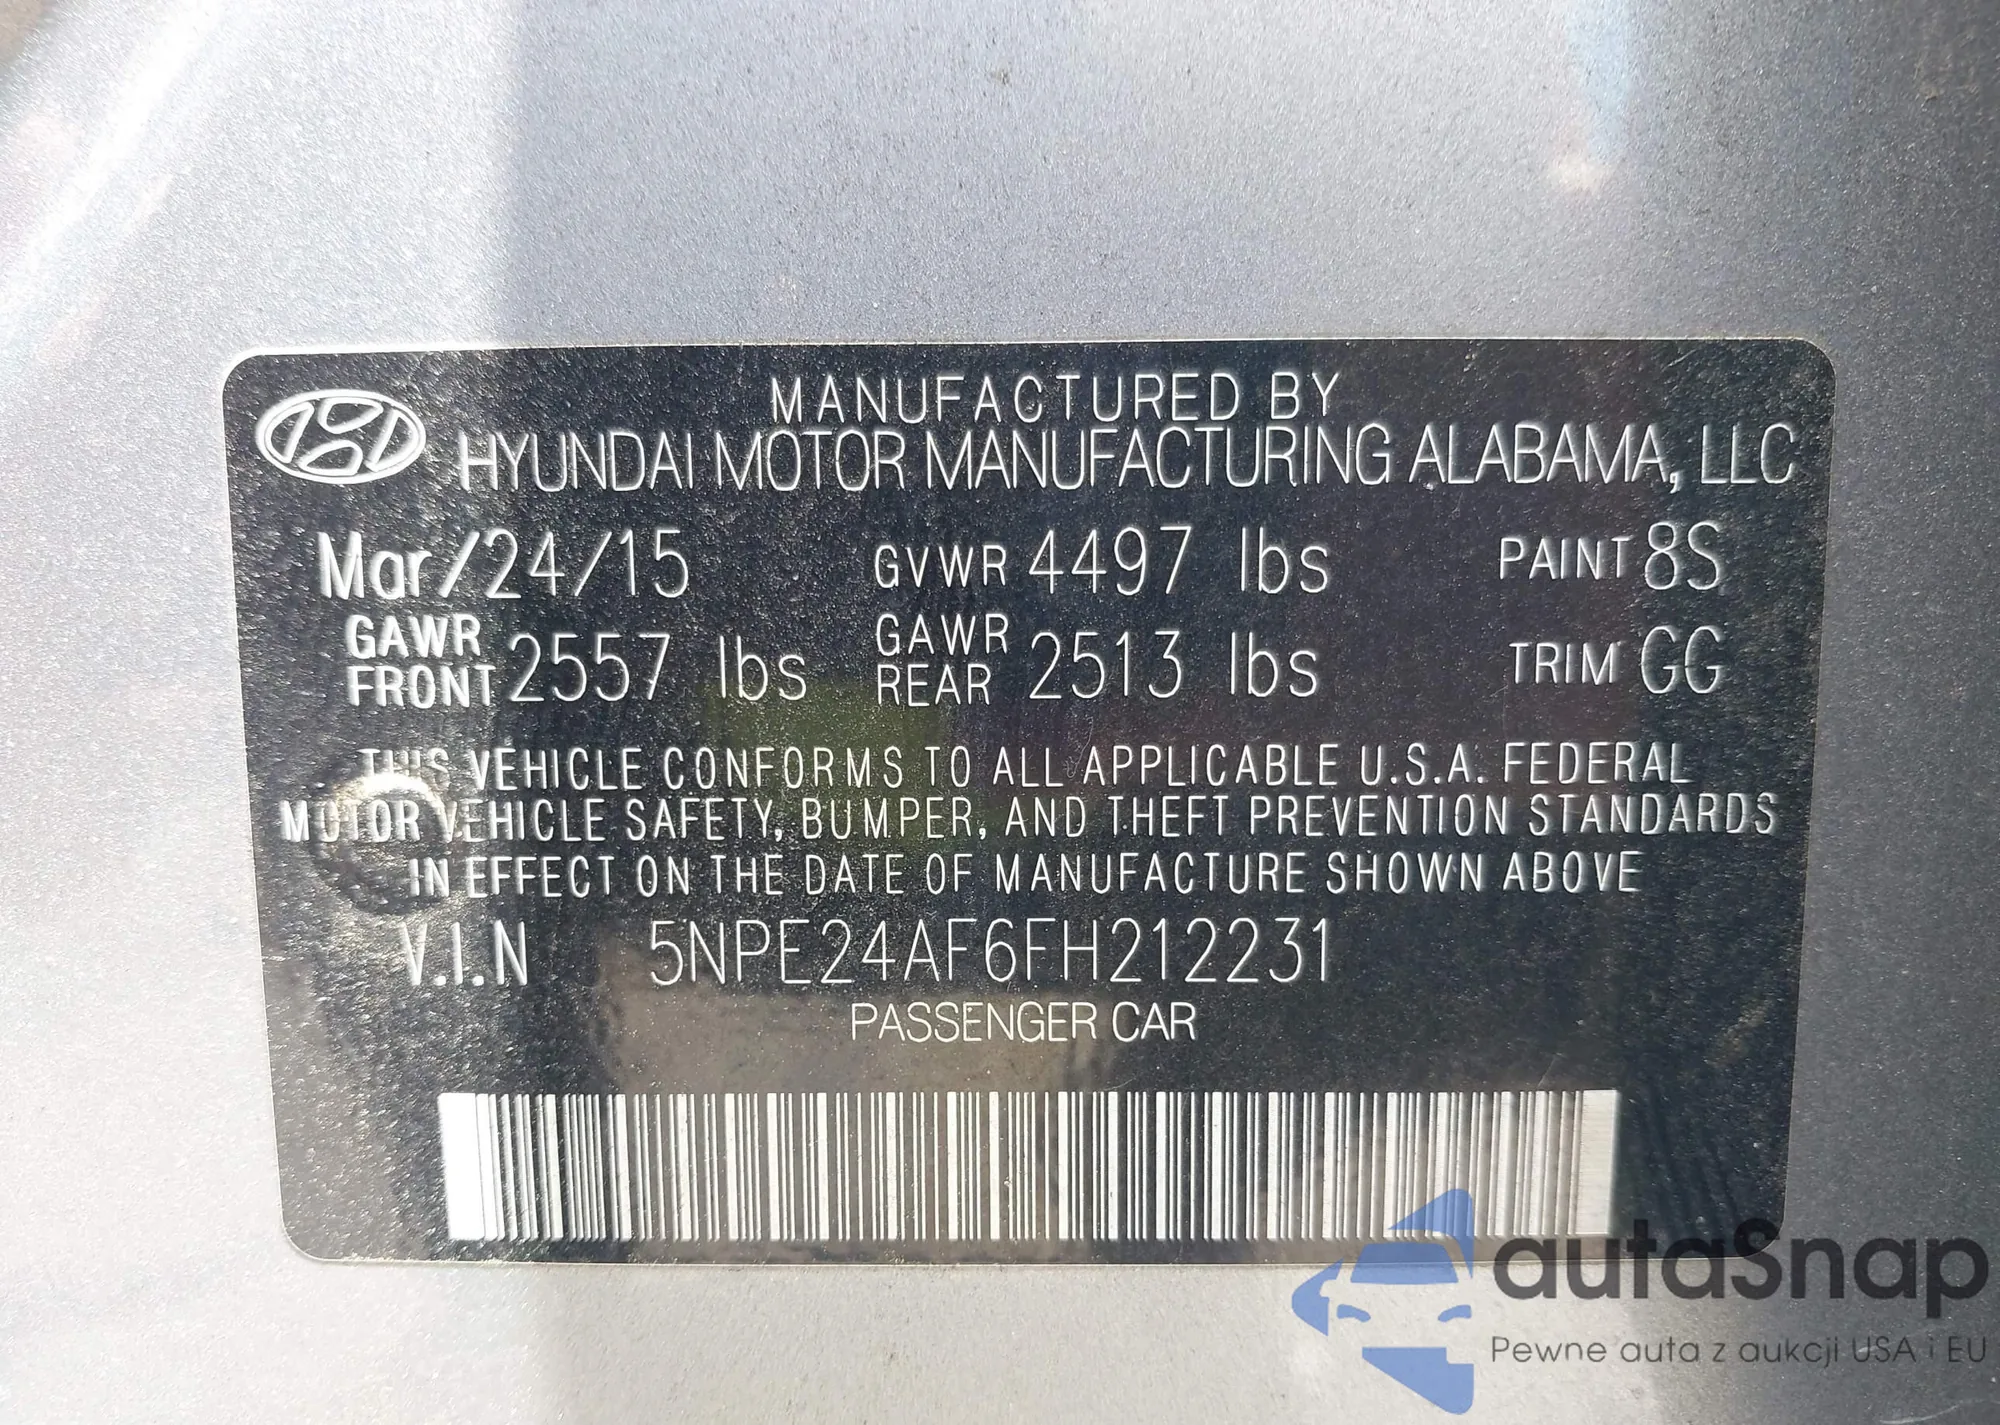 MANUFACTURED BY
HYUNDAI MOTOR MANUFACTURING ALABAMA, LLC
Mar/24/15 GVWR 4497 lbs PAINT 8S
GAWR FRONT 2557 lbs GAWR REAR 2513 lbs TRIM GG
THIS VEHICLE CONFORMS TO ALL APPLICABLE U.S.A. FEDERAL
MOTOR VEHICLE SAFETY, BUMPER, AND THEFT PREVENTION STANDARDS
IN EFFECT ON THE DATE OF MANUFACTURE SHOWN ABOVE
V.I.N 5NPE24AF6FH212231
PASSENGER CAR
autaSnap
Pewne auta z aukcji USA i EU